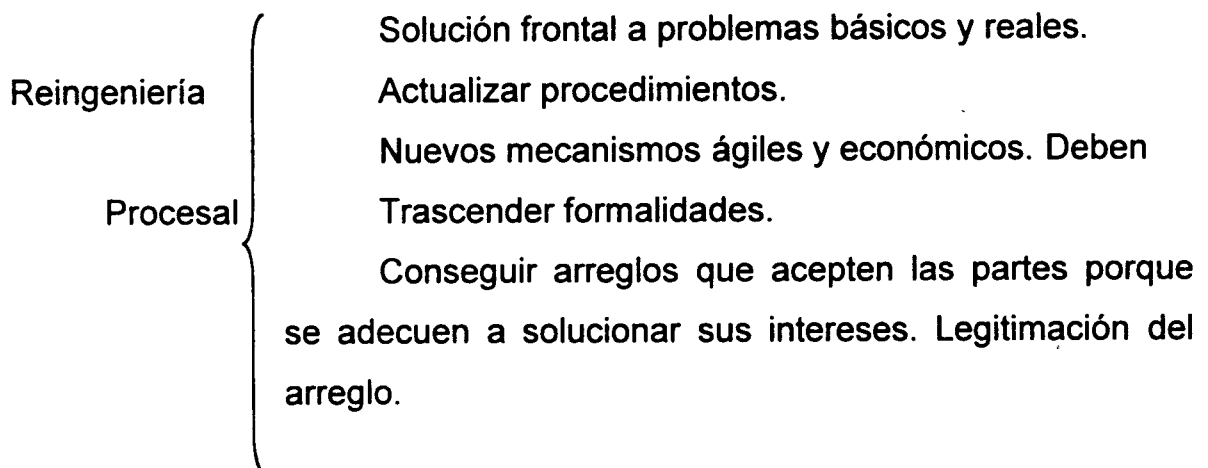 Solución frontal a problemas básicos y reales.
Reingeniería Actualizar procedimientos.
Nuevos mecanismos ágiles y económicos. Deben
Procesal Trascender formalidades.
Conseguir arreglos que acepten las partes porque
se adecuen a solucionar sus intereses. Legitimación del
arreglo.